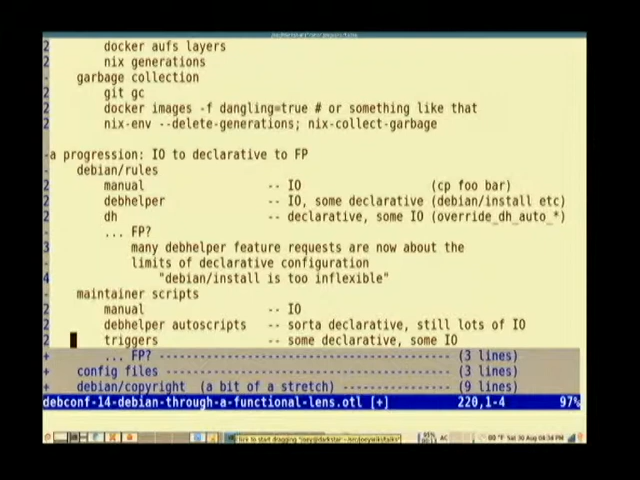 2 docker aufs layers
2 nix generations
- garbage collection
2 git gc
2 docker images -f dangling=true # or something like that
2 nix-env --delete-generations; nix-collect-garbage
-a progression: IO to declarative to FP
- debian/rules
2 manual -- IO (cp foo bar)
2 debhelper -- IO, some declarative (debian/install etc)
2 dh -- declarative, some IO (override_dh_auto_*)
- ... FP?
3 many debhelper feature requests are now about the
- limits of declarative configuration
4 "debian/install is too inflexible"
- maintainer scripts
2 manual -- IO
2 debhelper autoscripts -- sorta declarative, still lots of IO
2 triggers -- some declarative, some IO
+ ... FP? (3 lines)
+ config files (3 lines)
+ debian/copyright (a bit of a stretch) (9 lines)
debconf-14-debian-through-a-functional-lens.otl [+] 220,1-4 97%